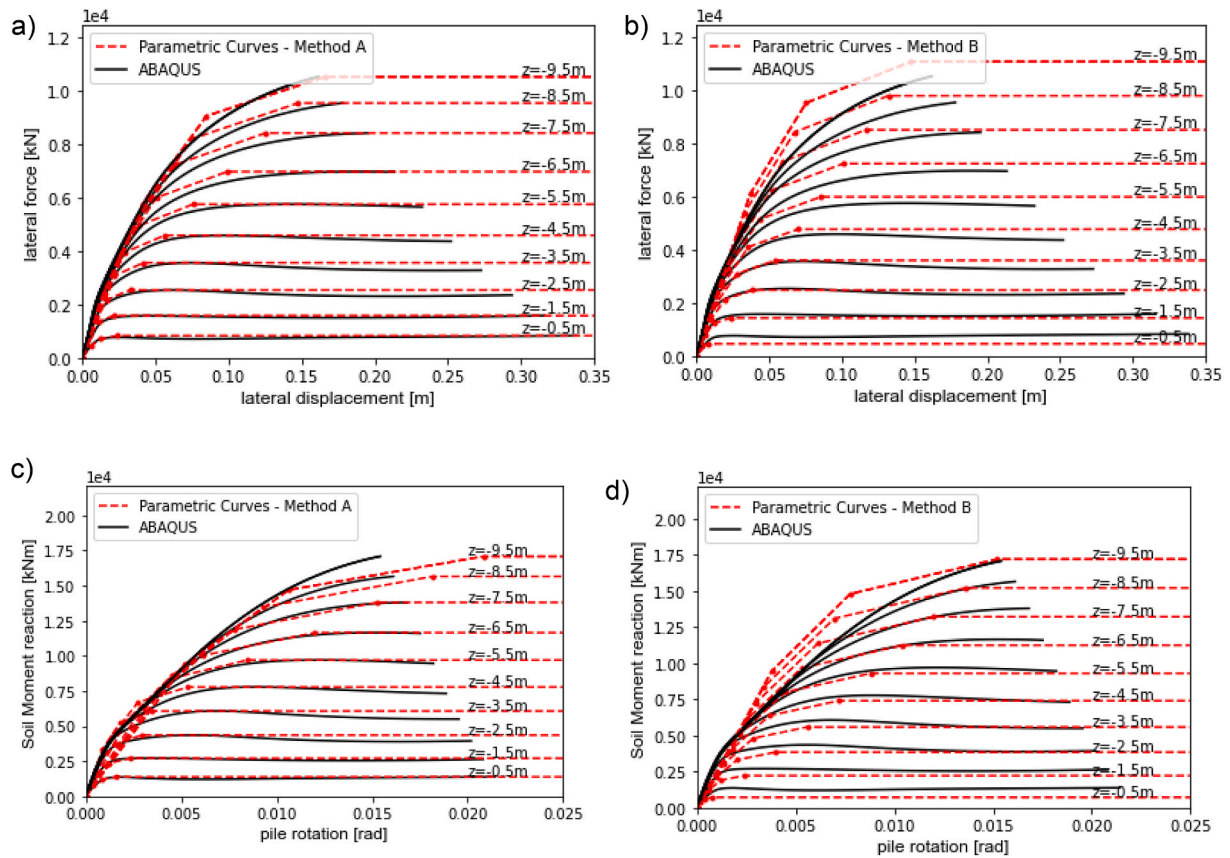 a)
1e4
Parametric Curves - Method A
ABAQUS
1.2
1.0
0.8
0.6
0.4
0.2
0.0
lateral force [kN]
z=-9.5m
z=-8.5m
z=-7.5m
z=-6.5m
z=-5.5m
z=-4.5m
z=-3.5m
z=-2.5m
z=-1.5m
z=-0.5m
0.00 0.05 0.10 0.15 0.20 0.25 0.30 0.35
lateral displacement [m]
b)
1e4
Parametric Curves - Method B
ABAQUS
1.2
1.0
0.8
0.6
0.4
0.2
0.0
lateral force [kN]
z=-9.5m
z=-8.5m
z=-7.5m
z=-6.5m
z=-5.5m
z=-4.5m
z=-3.5m
z=-2.5m
z=-1.5m
z=-0.5m
0.00 0.05 0.10 0.15 0.20 0.25 0.30 0.35
lateral displacement [m]
c)
1e4
Parametric Curves - Method A
ABAQUS
2.00
1.75
1.50
1.25
1.00
0.75
0.50
0.25
0.00
Soil Moment reaction [kNm]
z=-9.5m
z=-8.5m
z=-7.5m
z=-6.5m
z=-5.5m
z=-4.5m
z=-3.5m
z=-2.5m
z=-1.5m
z=-0.5m
0.000 0.005 0.010 0.015 0.020 0.025
pile rotation [rad]
d)
1e4
Parametric Curves - Method B
ABAQUS
2.00
1.75
1.50
1.25
1.00
0.75
0.50
0.25
0.00
Soil Moment reaction [kNm]
z=-9.5m
z=-8.5m
z=-7.5m
z=-6.5m
z=-5.5m
z=-4.5m
z=-3.5m
z=-2.5m
z=-1.5m
z=-0.5m
0.000 0.005 0.010 0.015 0.020 0.025
pile rotation [rad]